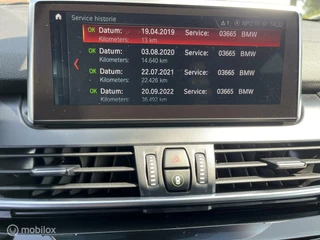 Service historie
OK Datum: 19.04.2019 Service: 03665 BMW
Kilometers: 13 km
OK Datum: 03.08.2020 Service: 03665 BMW
Kilometers: 14.640 km
OK Datum: 22.07.2021 Service: 03665 BMW
Kilometers: 22.426 km
OK Datum: 20.09.2022 Service: 03665 BMW
Kilometers: 36.492 km
© mobilox